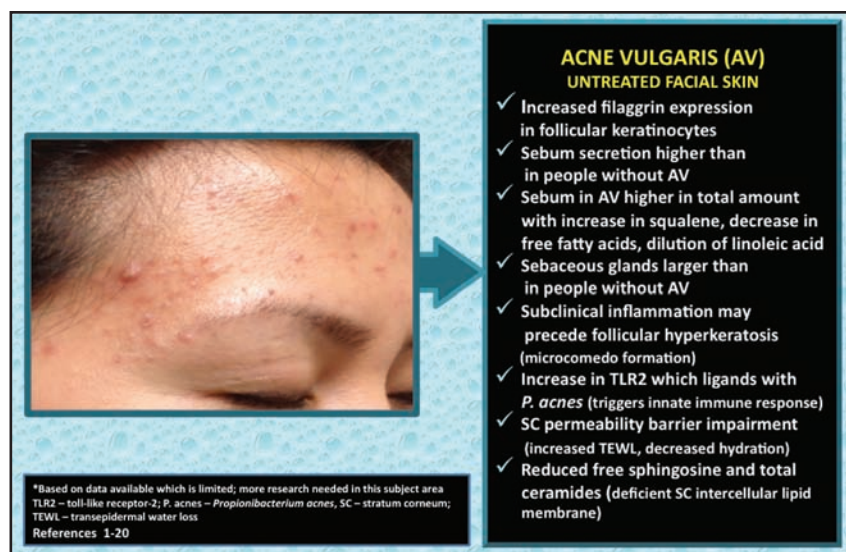 ACNE VULGARIS (AV)
UNTREATED FACIAL SKIN
✓ Increased filaggrin expression
in follicular keratinocytes
✓ Sebum secretion higher than
in people without AV
✓ Sebum in AV higher in total amount
with increase in squalene, decrease in
free fatty acids, dilution of linoleic acid
✓ Sebaceous glands larger than
in people without AV
✓ Subclinical inflammation may
precede follicular hyperkeratosis
(microcomedo formation)
✓ Increase in TLR2 which ligands with
P. acnes (triggers innate immune response)
✓ SC permeability barrier impairment
(increased TEWL, decreased hydration)
✓ Reduced free sphingosine and total
ceramides (deficient SC intercellular lipid
membrane)
*Based on data available which is limited; more research needed in this subject area
TLR2 – toll-like receptor-2; P. acnes – Propionibacterium acnes, SC – stratum corneum;
TEWL – transepidermal water loss
References 1-20